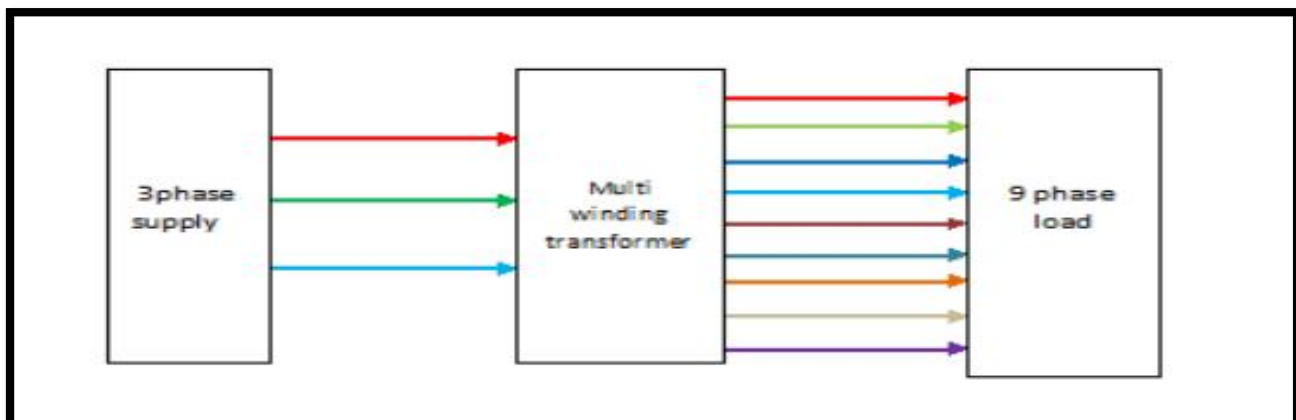 3phase
supply
Multi
winding
transformer
9 phase
load